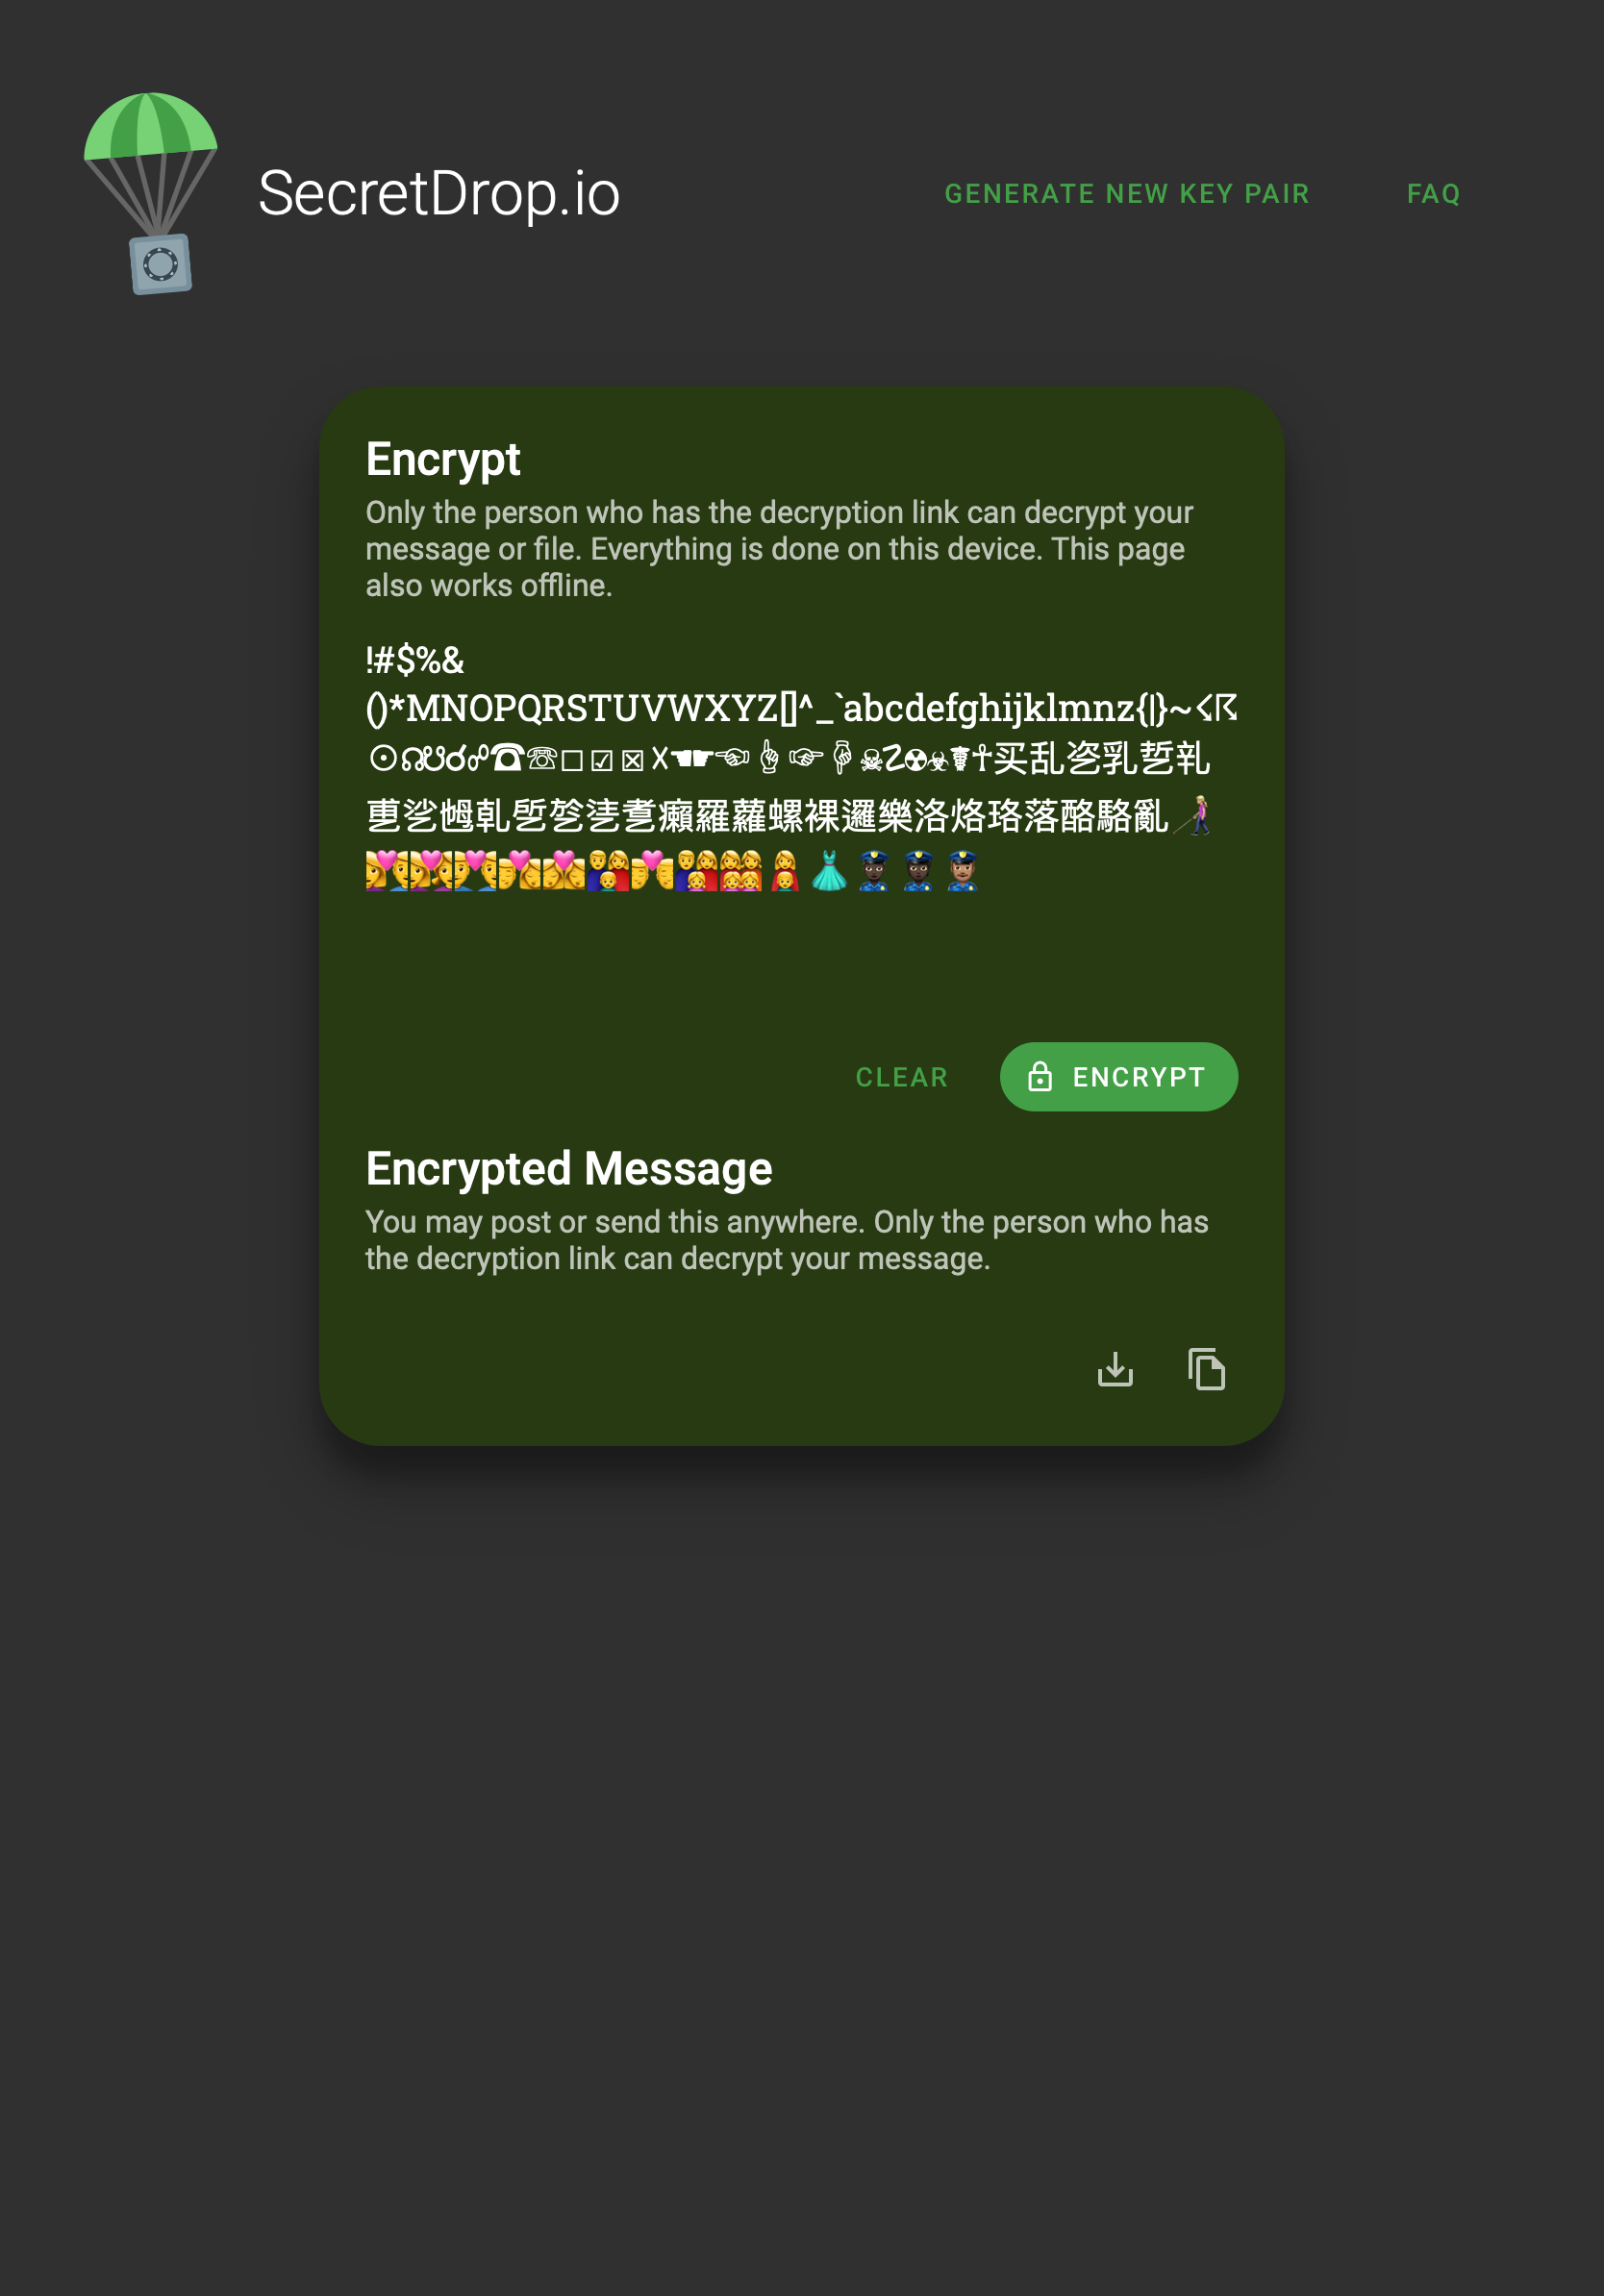 SecretDrop.io
GENERATE NEW KEY PAIR
FAQ
Encrypt
Only the person who has the decryption link can decrypt your
message or file. Everything is done on this device. This page
also works offline.
!#$%&
()*MNOPQRSTUVWXYZ[]^_`abcdefghijklmnz{|}~☇☈
☉☊☋☌☍☎☏☐☑☒☓☚☛☜☝☞☟☠☡☢☣☤☥买乱乲乳乴乵
乶乷乸乹乺乻乼乽癩羅蘿螺裸邏樂洛烙珞落酪駱亂
CLEAR
ENCRYPT
Encrypted Message
You may post or send this anywhere. Only the person who has
the decryption link can decrypt your message.